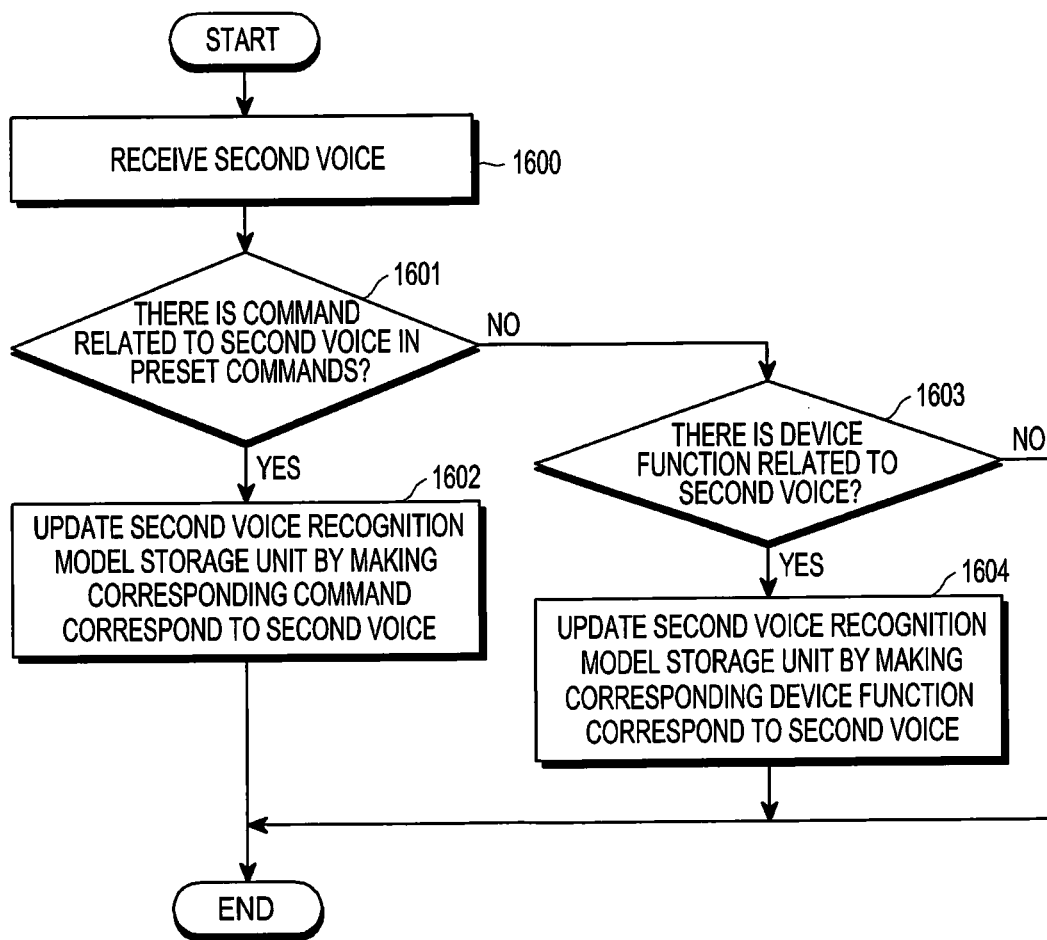 START
RECEIVE SECOND VOICE
1600
1601
THERE IS COMMAND
RELATED TO SECOND VOICE IN
PRESET COMMANDS?
NO
YES
1602
UPDATE SECOND VOICE RECOGNITION
MODEL STORAGE UNIT BY MAKING
CORRESPONDING COMMAND
CORRESPOND TO SECOND VOICE
1603
THERE IS DEVICE
FUNCTION RELATED TO
SECOND VOICE?
NO
YES
1604
UPDATE SECOND VOICE RECOGNITION
MODEL STORAGE UNIT BY MAKING
CORRESPONDING DEVICE FUNCTION
CORRESPOND TO SECOND VOICE
END